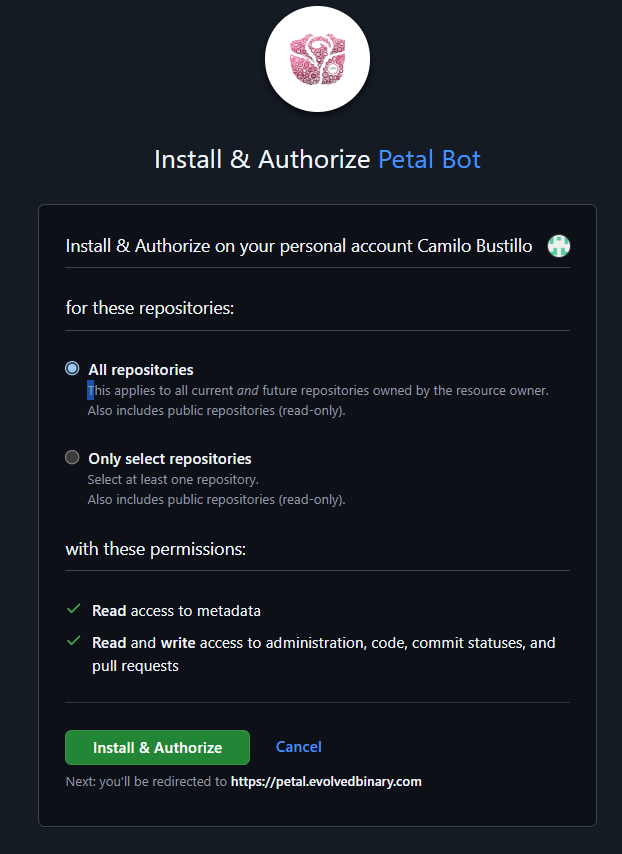 Install & Authorize Petal Bot
Install & Authorize on your personal account Camilo Bustillo
for these repositories:
All repositories
This applies to all current and future repositories owned by the resource owner.
Also includes public repositories (read-only).
Only select repositories
Select at least one repository.
Also includes public repositories (read-only).
with these permissions:
Read access to metadata
Read and write access to administration, code, commit statuses, and
pull requests
Install & Authorize
Cancel
Next: you'll be redirected to https://petal.evolvedbinary.com